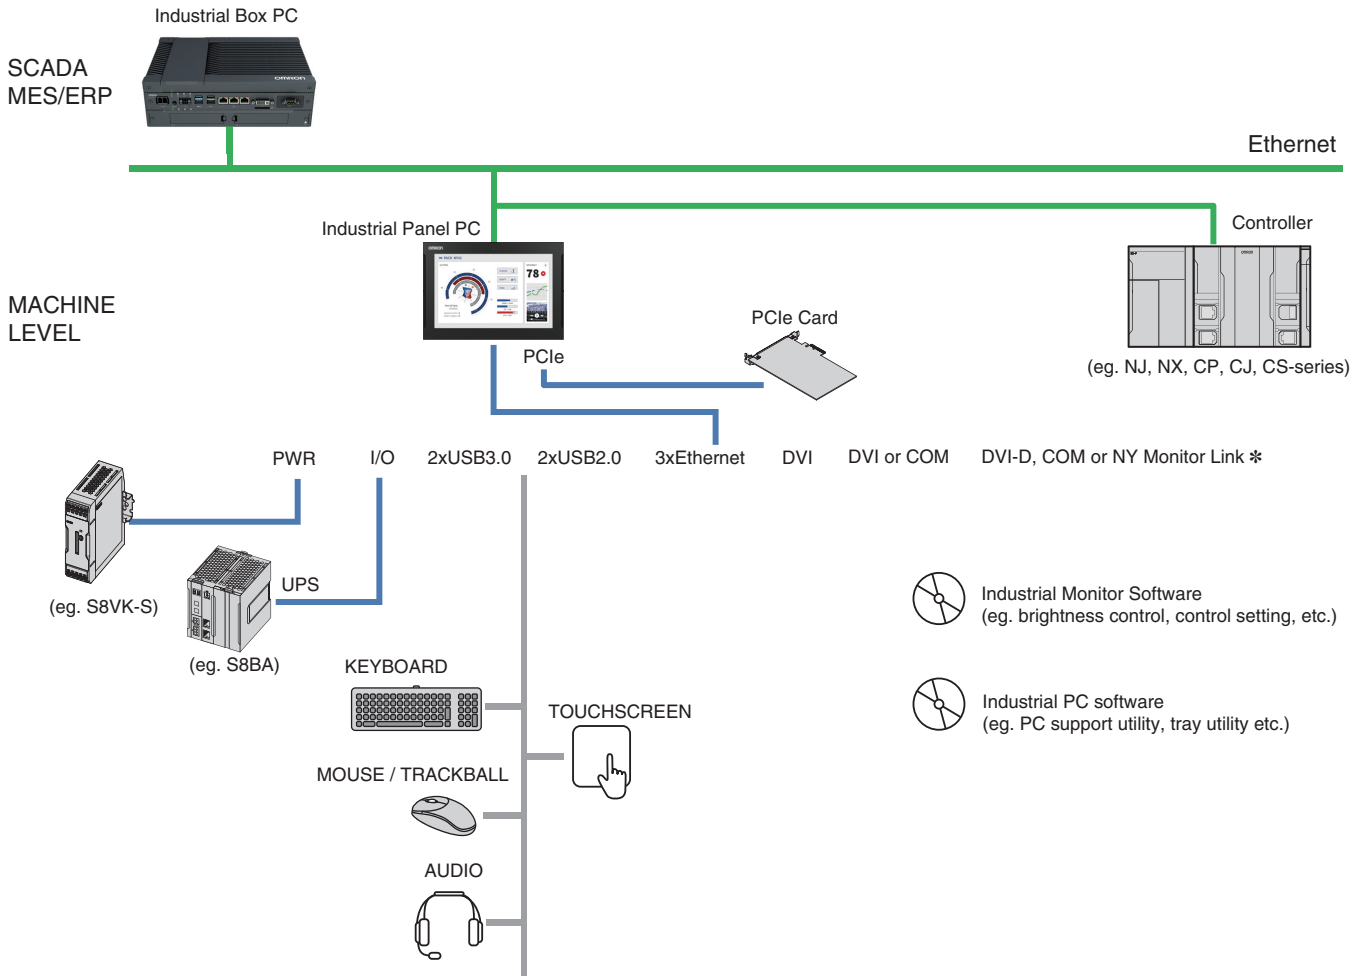 Industrial Box PC
SCADA
MES/ERP
OMRON
Ethernet
Industrial Panel PC
Controller
OMRON
78
MACHINE
LEVEL
PCIe Card
PCIe
(eg. NJ, NX, CP, CJ, CS-series)
PWR I/O 2xUSB3.0 2xUSB2.0 3xEthernet DVI DVI or COM DVI-D, COM or NY Monitor Link ✻
UPS
(eg. S8VK-S)
(eg. S8BA)
Industrial Monitor Software
(eg. brightness control, control setting, etc.)
KEYBOARD
TOUCHSCREEN
Industrial PC software
(eg. PC support utility, tray utility etc.)
MOUSE / TRACKBALL
AUDIO